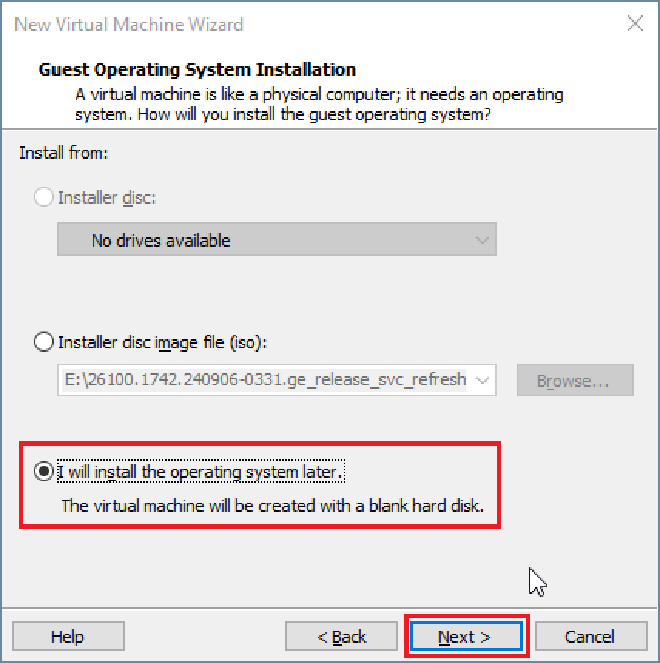 New Virtual Machine Wizard
Guest Operating System Installation
A virtual machine is like a physical computer; it needs an operating
system. How will you install the guest operating system?
Install from:
Installer disc:
No drives available
Installer disc image file (iso):
E:\26100.1742.240906-0331.ge_release_svc_refresh
Browse...
I will install the operating system later.
The virtual machine will be created with a blank hard disk.
Help
< Back
Next >
Cancel